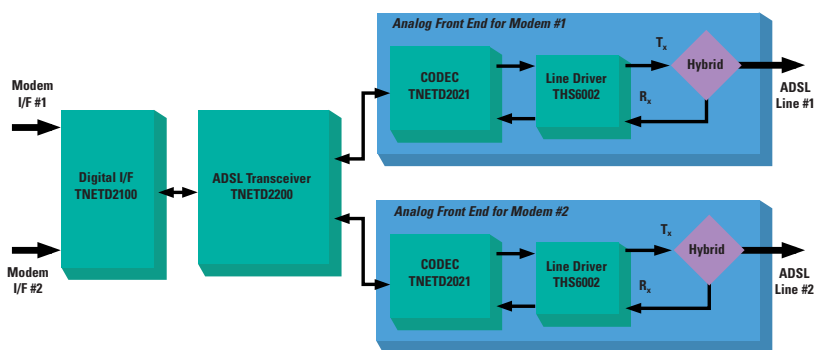 Analog Front End for Modem #1
Modem
I/F #1
CODEC
TNETD2021
Line Driver
THS6002
Tx
Rx
Hybrid
ADSL
Line #1
Digital I/F
TNETD2100
ADSL Transceiver
TNETD2200
Analog Front End for Modem #2
Modem
I/F #2
CODEC
TNETD2021
Line Driver
THS6002
Tx
Rx
Hybrid
ADSL
Line #2